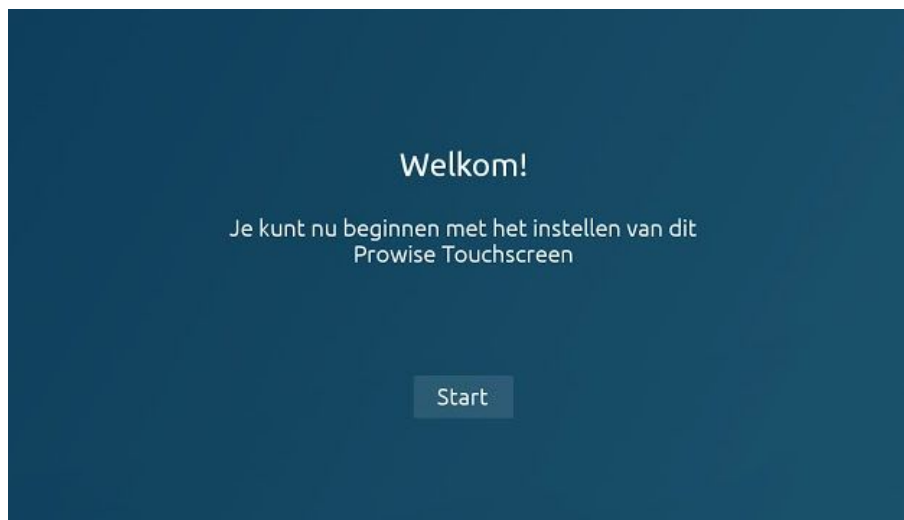 Welkom!
Je kunt nu beginnen met het instellen van dit
Prowise Touchscreen
Start